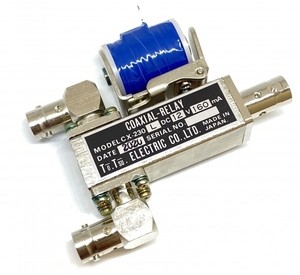 COAXIAL-RELAY
MODEL CX-230 L DC 12 V 160 mA
DATE 2020 SERIAL NO.
MADE IN JAPAN
ELECTRIC CO., LTD.